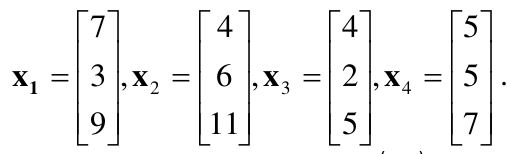 x₁ = [7 3 9], x₂ = [4 6 11], x₃ = [4 2 5], x₄ = [5 5 7].